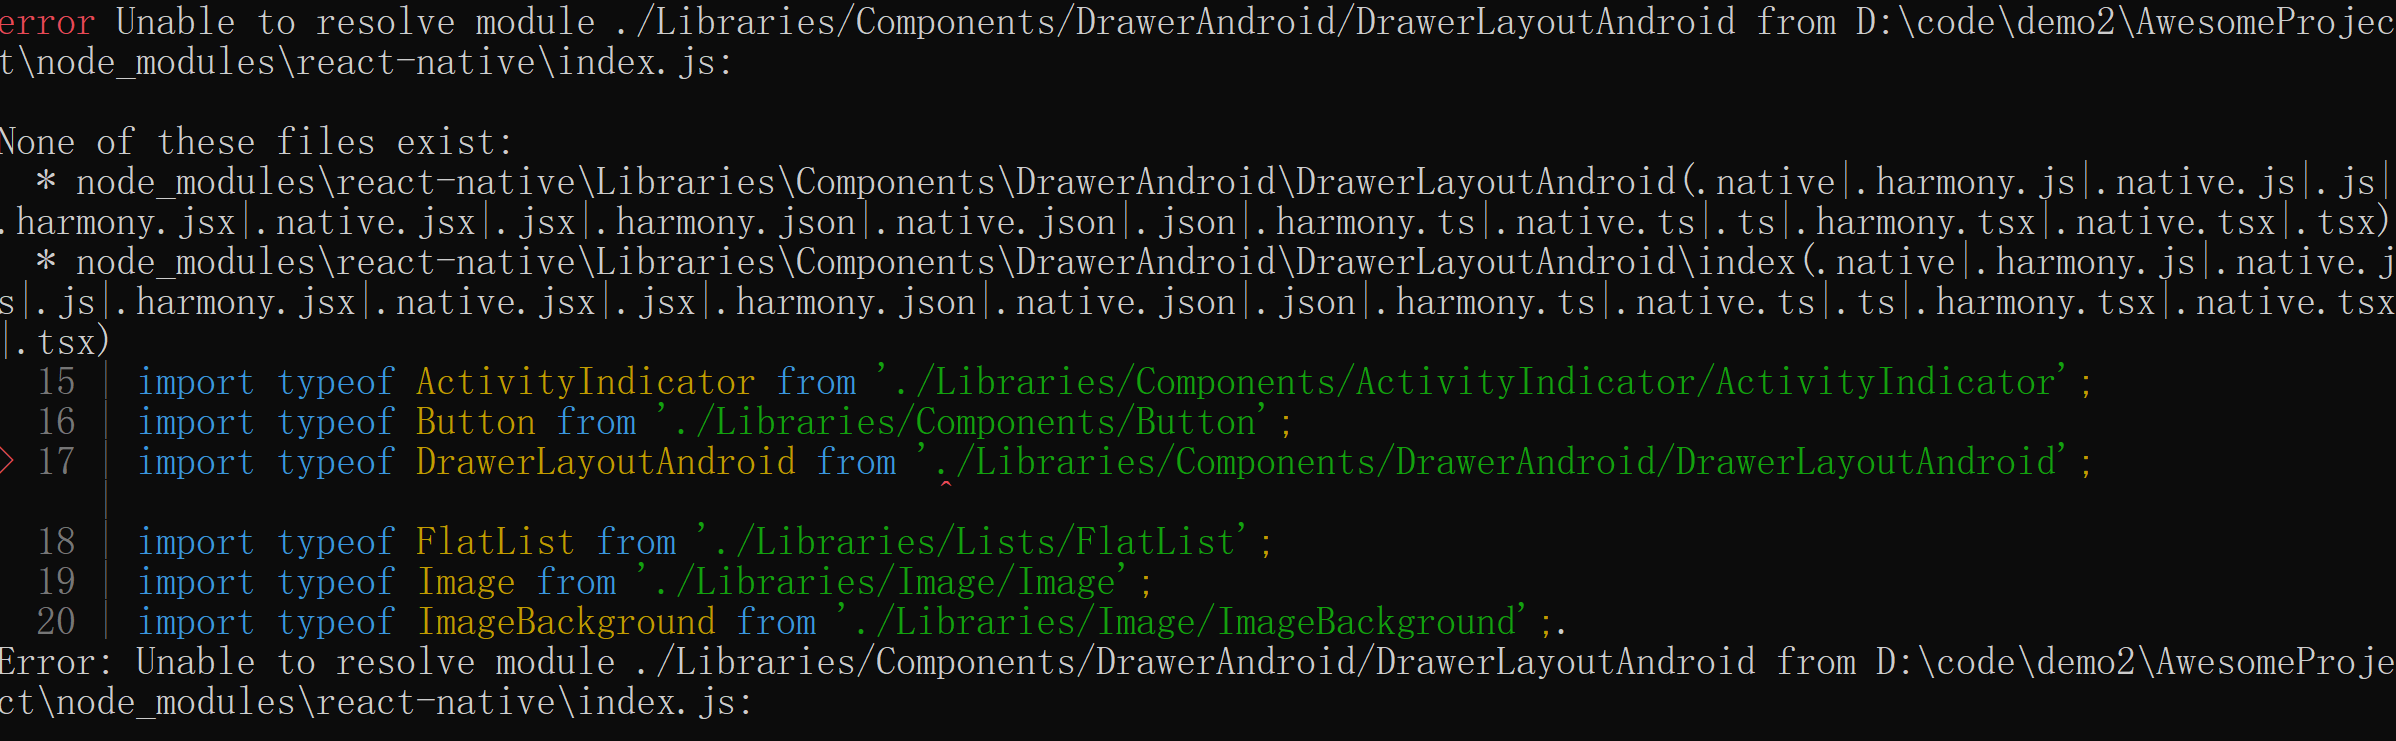 error Unable to resolve module ./Libraries/Components/DrawerAndroid/DrawerLayoutAndroid from D:\code\demo2\AwesomeProjec
t\node_modules\react-native\index.js:
None of these files exist:
  * node_modules\react-native\Libraries\Components\DrawerAndroid\DrawerLayoutAndroid(.native|.harmony.js|.native.js|.js|
.harmony.jsx|.native.jsx|.jsx|.harmony.json|.native.json|.json|.harmony.ts|.native.ts|.ts|.harmony.tsx|.native.tsx|.tsx)
  * node_modules\react-native\Libraries\Components\DrawerAndroid\DrawerLayoutAndroid\index(.native|.harmony.js|.native.j
s|.js|.harmony.jsx|.native.jsx|.jsx|.harmony.json|.native.json|.json|.harmony.ts|.native.ts|.ts|.harmony.tsx|.native.tsx
|.tsx)
  15 | import typeof ActivityIndicator from './Libraries/Components/ActivityIndicator/ActivityIndicator';
  16 | import typeof Button from './Libraries/Components/Button';
> 17 | import typeof DrawerLayoutAndroid from './Libraries/Components/DrawerAndroid/DrawerLayoutAndroid';
     |                                         ^
  18 | import typeof FlatList from './Libraries/Lists/FlatList';
  19 | import typeof Image from './Libraries/Image/Image';
  20 | import typeof ImageBackground from './Libraries/Image/ImageBackground';.
Error: Unable to resolve module ./Libraries/Components/DrawerAndroid/DrawerLayoutAndroid from D:\code\demo2\AwesomeProje
ct\node_modules\react-native\index.js: